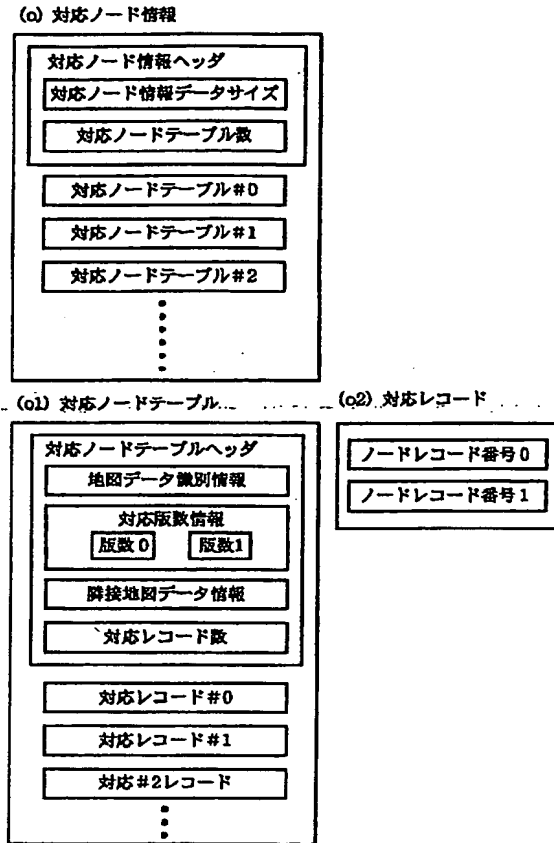 (o) 対応ノード情報
対応ノード情報ヘッダ
対応ノード情報データサイズ
対応ノードテーブル数
対応ノードテーブル#0
対応ノードテーブル#1
対応ノードテーブル#2
(o1) 対応ノードテーブル
対応ノードテーブルヘッダ
地図データ識別情報
対応版数情報
版数0 版数1
隣接地図データ情報
対応レコード数
対応レコード#0
対応レコード#1
対応#2レコード
(o2) 対応レコード
ノードレコード番号0
ノードレコード番号1